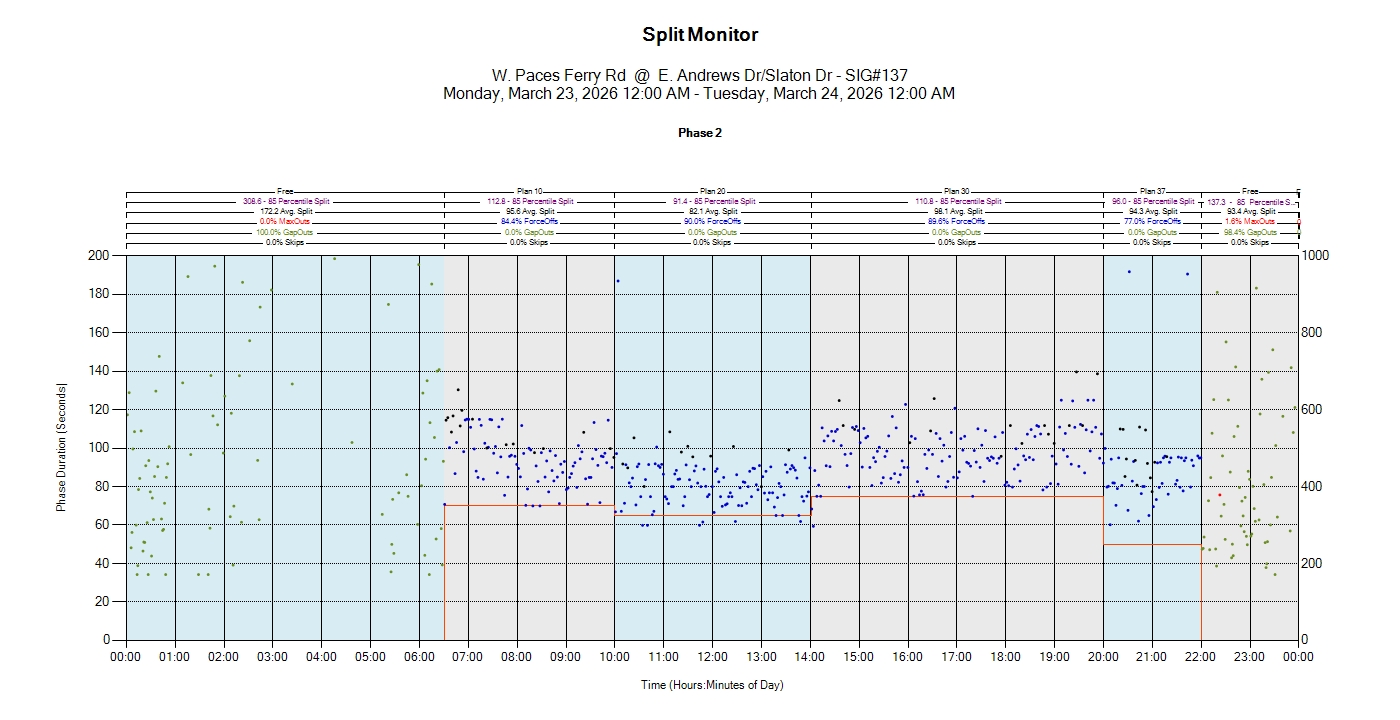 Split Monitor
W. Paces Ferry Rd @ E. Andrews Dr/Slaton Dr - SIG#137
Monday, March 23, 2026 12:00 AM - Tuesday, March 24, 2026 12:00 AM
Phase 2
Free Plan 10 Plan 20 Plan 30 Plan 37 Free F
308.6 - 85 Percentile Split 112.8 - 85 Percentile Split 91.4 - 85 Percentile Split 110.8 - 85 Percentile Split 96.0 - 85 Percentile Split 137.3 - 85 Percentile S...
172.2 Avg. Split 95.6 Avg. Split 82.1 Avg. Split 98.1 Avg. Split 94.3 Avg. Split 93.4 Avg. Split
0.0% MaxOuts 84.4% ForceOffs 90.0% ForceOffs 89.6% ForceOffs 77.0% ForceOffs 1.6% MaxOuts
100.0% GapOuts 0.0% GapOuts 0.0% GapOuts 0.0% GapOuts 0.0% GapOuts 98.4% GapOuts
0.0% Skips 0.0% Skips 0.0% Skips 0.0% Skips 0.0% Skips 0.0% Skips
200 1000
180
160 800
140
120 600
100
80 400
60
40 200
20
0 0
Phase Duration (Seconds)
00:00 01:00 02:00 03:00 04:00 05:00 06:00 07:00 08:00 09:00 10:00 11:00 12:00 13:00 14:00 15:00 16:00 17:00 18:00 19:00 20:00 21:00 22:00 23:00 00:00
Time (Hours:Minutes of Day)